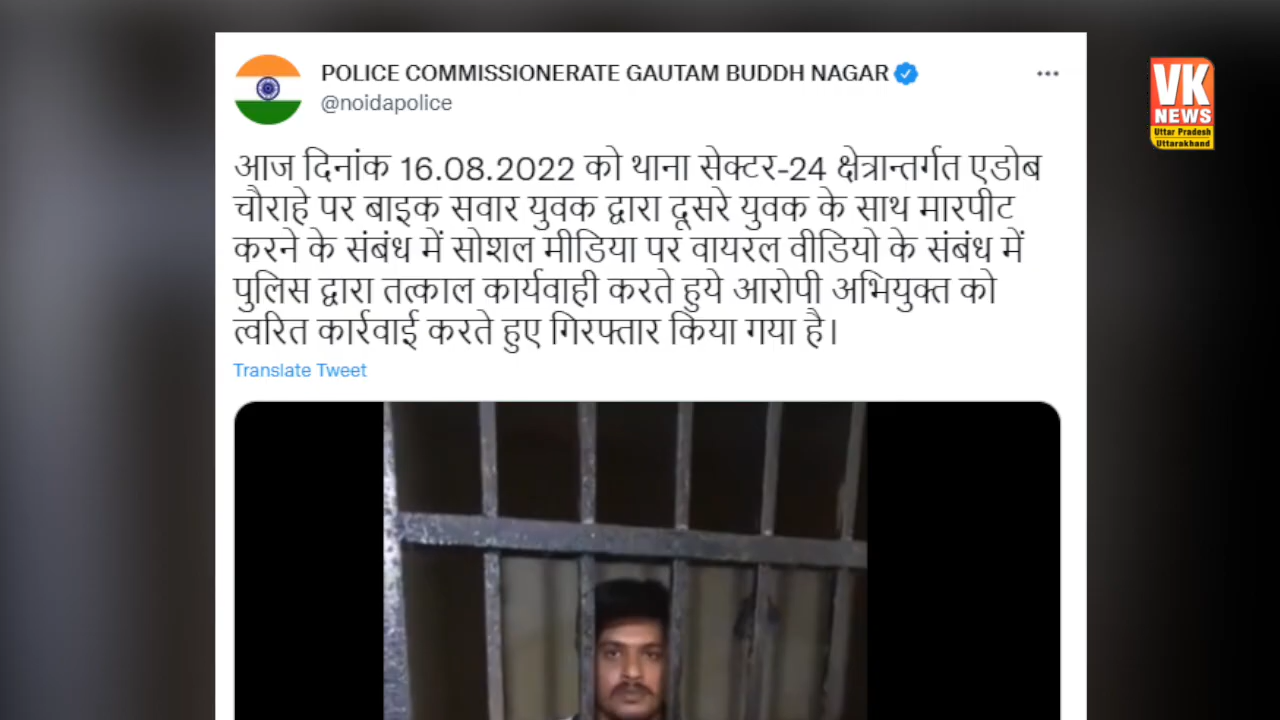 POLICE COMMISSIONERATE GAUTAM BUDDH NAGAR
@noidapolice
आज दिनांक 16.08.2022 को थाना सेक्टर-24 क्षेत्रान्तर्गत एडोब
चौराहे पर बाइक सवार युवक द्वारा दूसरे युवक के साथ मारपीट
करने के संबंध में सोशल मीडिया पर वायरल वीडियो के संबंध में
पुलिस द्वारा तत्काल कार्यवाही करते हुये आरोपी अभियुक्त को
त्वरित कार्रवाई करते हुए गिरफ्तार किया गया है।
Translate Tweet
VK
NEWS
Uttar Pradesh
Uttarakhand